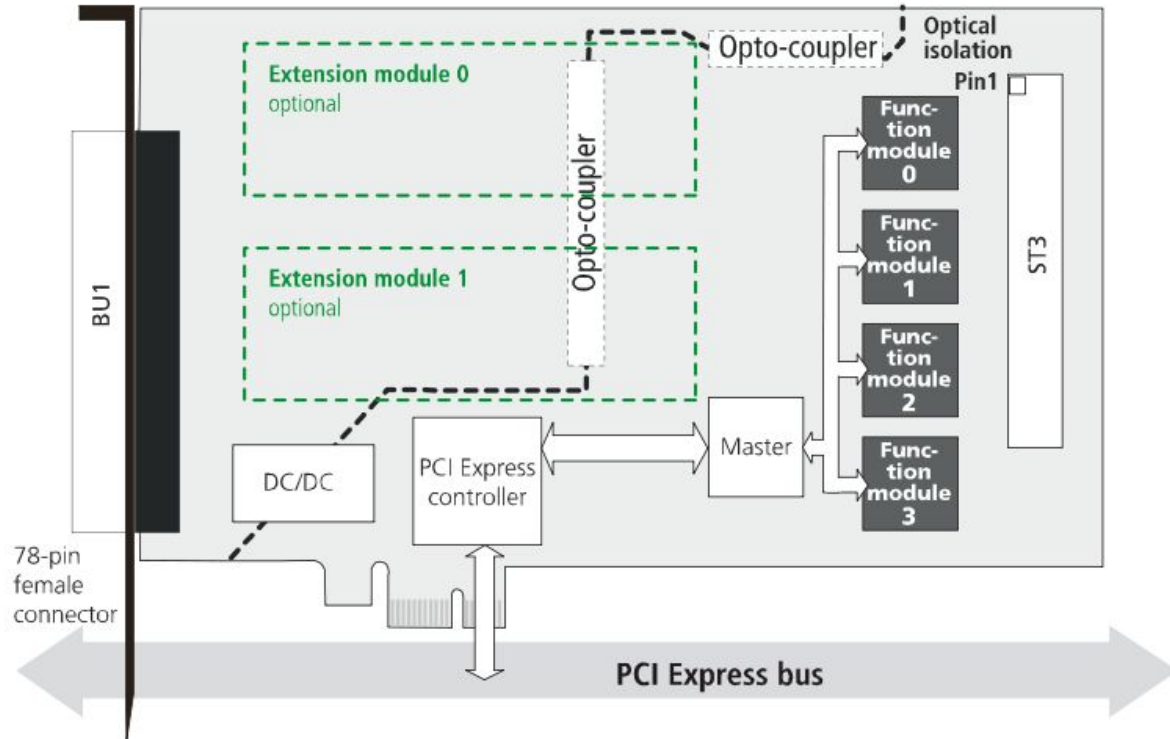 Extension module 0
optional
Opto-coupler
Optical
isolation
Pin1
Opto-coupler
Func-
tion
module
0
Func-
tion
module
1
Func-
tion
module
2
Func-
tion
module
3
ST3
Extension module 1
optional
BU1
DC/DC
PCI Express
controller
Master
78-pin
female
connector
PCI Express bus